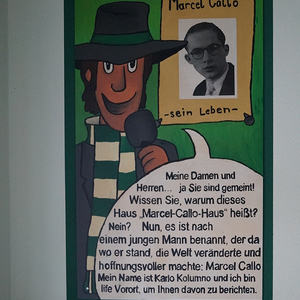 Marcel Callo
-sein Leben-
Meine Damen und
Herren... ja Sie sind gemeint!
Wissen Sie, warum dieses
Haus „Marcel-Callo-Haus" heißt?
Nein? Nun, es ist nach
einem jungen Mann benannt, der da
wo er stand, die Welt veränderte und
hoffnungsvoller machte: Marcel Callo
Mein Name ist Karlo Kolumno und ich bin
life Vorort, um Ihnen davon zu berichten.